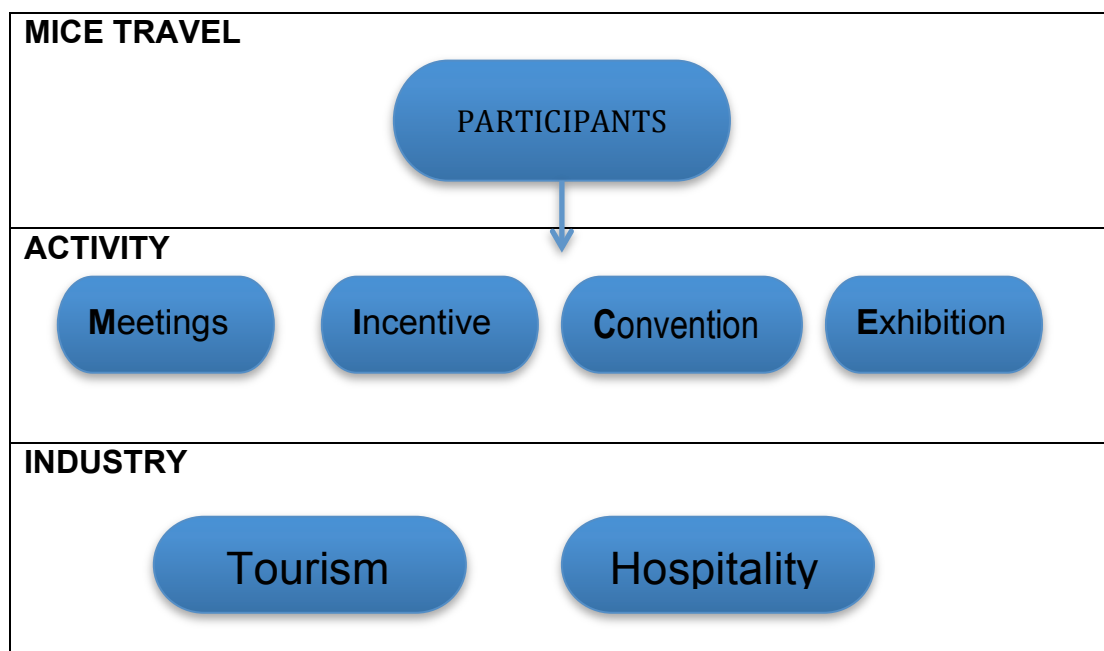 MICE TRAVEL
PARTICIPANTS
ACTIVITY
Meetings
Incentive
Convention
Exhibition
INDUSTRY
Tourism
Hospitality